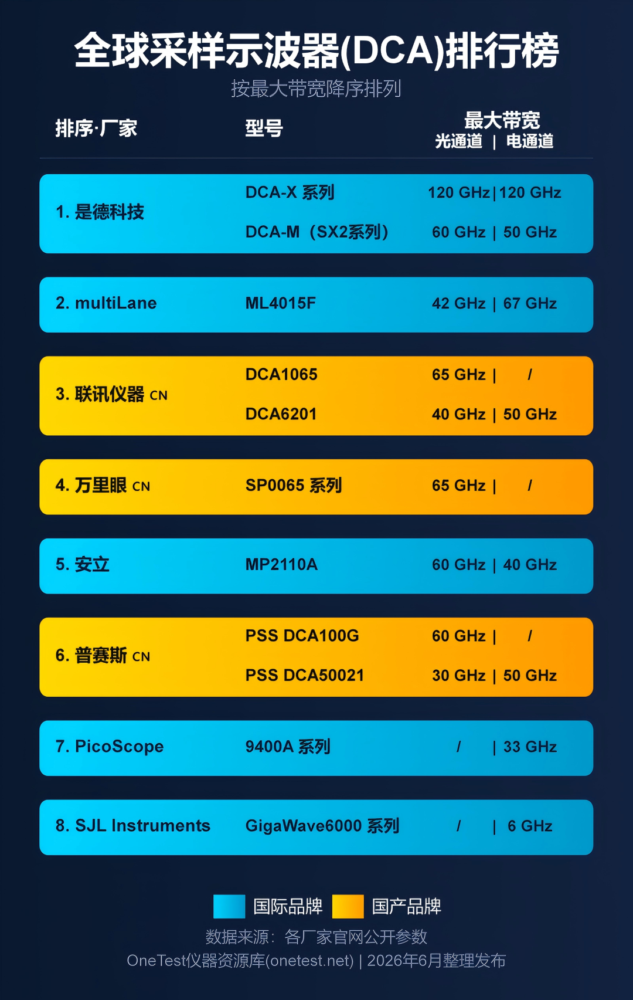 全球采样示波器(DCA)排行榜
按最大带宽降序排列
排序·厂家 型号 最大带宽
光通道 | 电通道
1. 是德科技
DCA-X 系列 120 GHz|120 GHz
DCA-M（SX2系列） 60 GHz | 50 GHz
2. multiLane ML4015F 42 GHz | 67 GHz
3. 联讯仪器 CN
DCA1065 65 GHz | /
DCA6201 40 GHz | 50 GHz
4. 万里眼 CN SP0065 系列 65 GHz | /
5. 安立 MP2110A 60 GHz | 40 GHz
6. 普赛斯 CN
PSS DCA100G 60 GHz | /
PSS DCA50021 30 GHz | 50 GHz
7. PicoScope 9400A 系列 / | 33 GHz
8. SJL Instruments GigaWave6000 系列 / | 6 GHz
国际品牌 国产品牌
数据来源：各厂家官网公开参数
OneTest仪器资源库(onetest.net) | 2026年6月整理发布